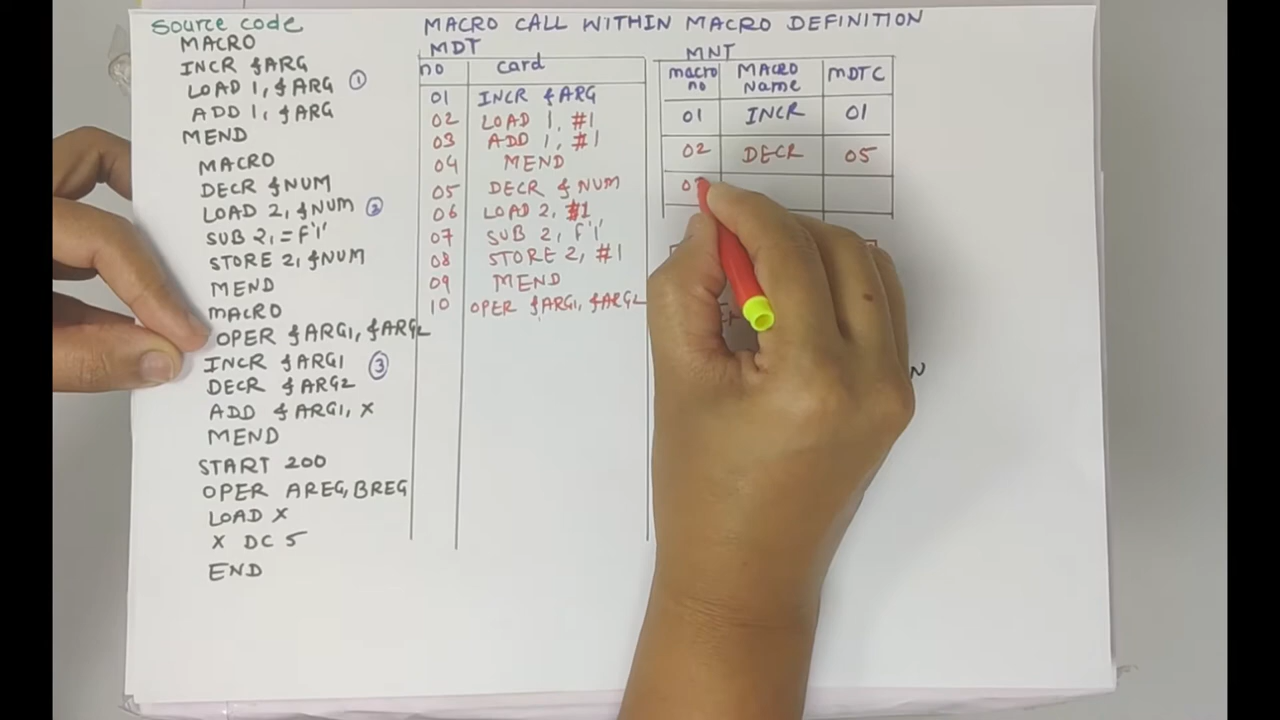 Source code
MACRO
INCR &ARG
LOAD 1, &ARG ①
ADD 1, &ARG
MEND
MACRO
DECR &NUM
LOAD 2, &NUM ②
SUB 2, =F'1'
STORE 2, &NUM
MEND
MACRO
OPER &ARG1, &ARG2
INCR &ARG1 ③
DECR &ARG2
ADD &ARG1, X
MEND
START 200
OPER AREG, BREG
LOAD X
X DC 5
END
MACRO CALL WITHIN MACRO DEFINITION
MDT
no card
01 INCR &ARG
02 LOAD 1, #1
03 ADD 1, #1
04 MEND
05 DECR & NUM
06 LOAD 2, #1
07 SUB 2, F'1'
08 STORE 2, #1
09 MEND
10 OPER &ARG1, &ARG2
MNT
macro no MACRO Name MDTC
01 INCR 01
02 DECR 05